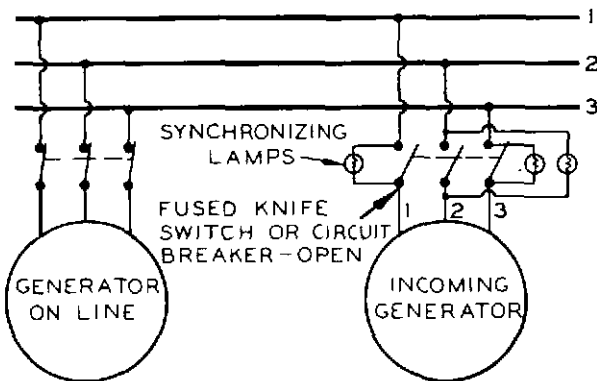 1
2
3
SYNCHRONIZING
LAMPS
FUSED KNIFE
SWITCH OR CIRCUIT
BREAKER-OPEN
1 2 3
GENERATOR
ON LINE
INCOMING
GENERATOR